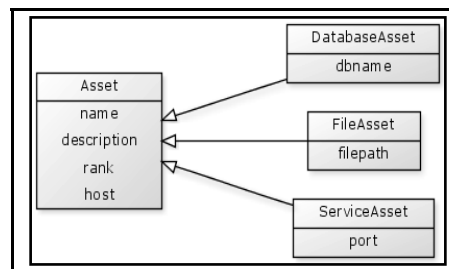 Asset
name
description
rank
host
DatabaseAsset
dbname
FileAsset
filepath
ServiceAsset
port